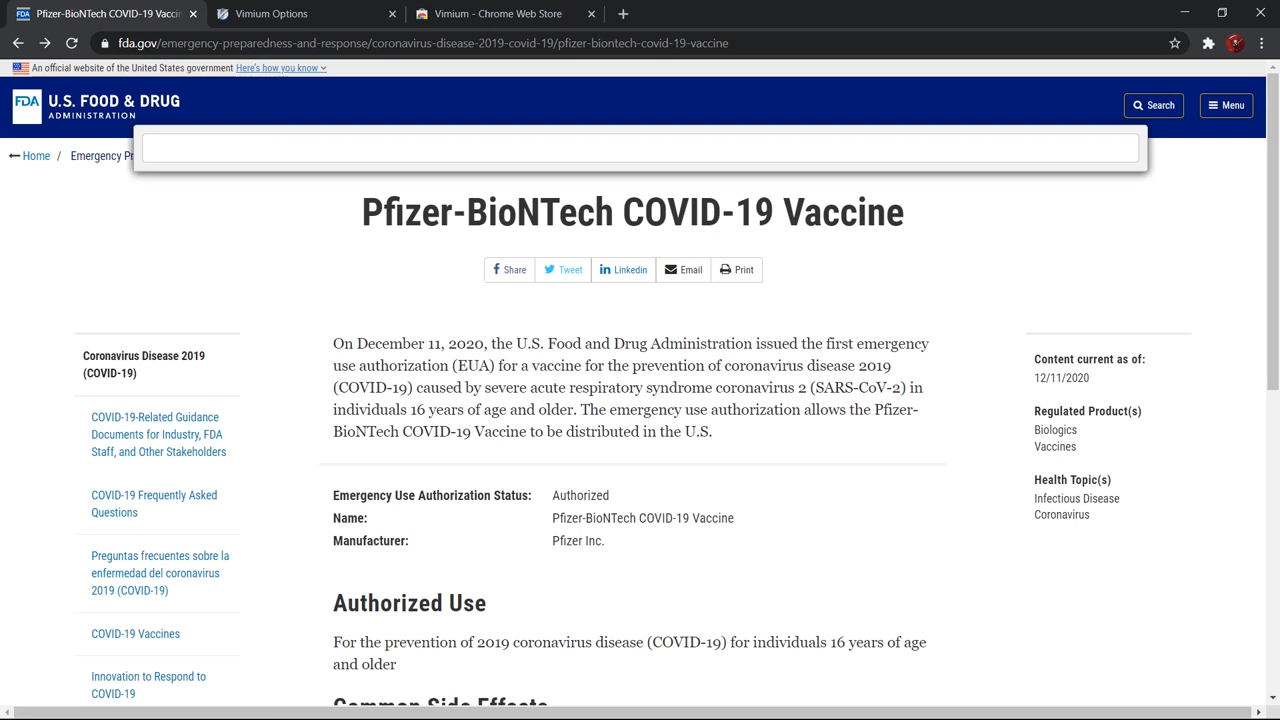 Pfizer-BioNTech COVID-19 Vaccin
Vimium Options
Vimium - Chrome Web Store
fda.gov/emergency-preparedness-and-response/coronavirus-disease-2019-covid-19/pfizer-biontech-covid-19-vaccine
An official website of the United States government Here's how you know
FDA U.S. FOOD & DRUG
ADMINISTRATION
Search
Menu
Home / Emergency Pr
Pfizer-BioNTech COVID-19 Vaccine
Share
Tweet
Linkedin
Email
Print
Coronavirus Disease 2019
(COVID-19)
COVID-19-Related Guidance
Documents for Industry, FDA
Staff, and Other Stakeholders
COVID-19 Frequently Asked
Questions
Preguntas frecuentes sobre la
enfermedad del coronavirus
2019 (COVID-19)
COVID-19 Vaccines
Innovation to Respond to
COVID-19
On December 11, 2020, the U.S. Food and Drug Administration issued the first emergency
use authorization (EUA) for a vaccine for the prevention of coronavirus disease 2019
(COVID-19) caused by severe acute respiratory syndrome coronavirus 2 (SARS-CoV-2) in
individuals 16 years of age and older. The emergency use authorization allows the Pfizer-
BioNTech COVID-19 Vaccine to be distributed in the U.S.
Emergency Use Authorization Status: Authorized
Name: Pfizer-BioNTech COVID-19 Vaccine
Manufacturer: Pfizer Inc.
Authorized Use
For the prevention of 2019 coronavirus disease (COVID-19) for individuals 16 years of age
and older
Common Side Effects
Content current as of:
12/11/2020
Regulated Product(s)
Biologics
Vaccines
Health Topic(s)
Infectious Disease
Coronavirus